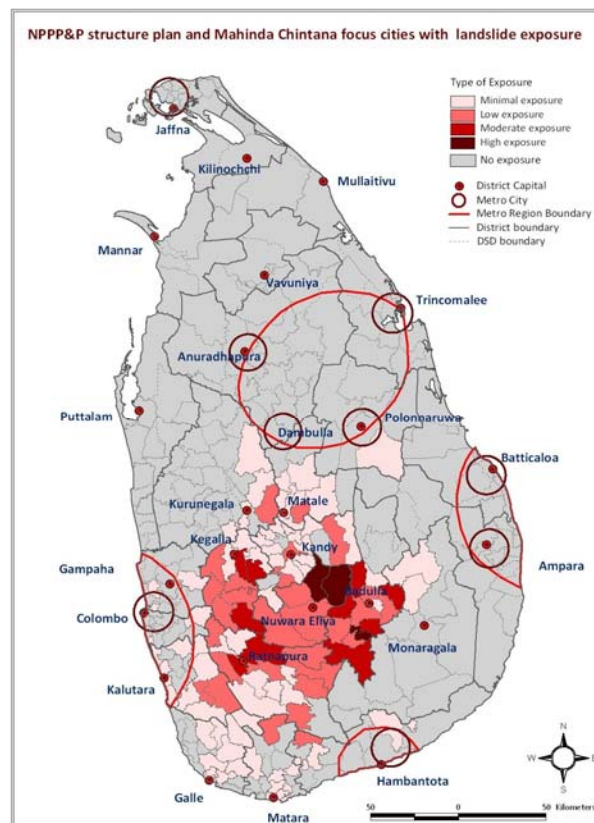 NPPP&P structure plan and Mahinda Chintana focus cities with landslide exposure
Type of Exposure
Minimal exposure
Low exposure
Moderate exposure
High exposure
No exposure
District Capital
Metro City
Metro Region Boundary
District boundary
DSD boundary
Jaffna
Kilinochchi
Mullaitivu
Mannar
Vavuniya
Trincomalee
Anuradhapura
Puttalam
Dambulla
Polonnaruwa
Batticaloa
Kurunegala
Matale
Kegalla
Kandy
Gampaha
Ampara
Badulla
Colombo
Nuwara Eliya
Monaragala
Ratnapura
Kalutara
Hambantota
Galle
Matara
N
W
E
S
50
0
50 Kilometers